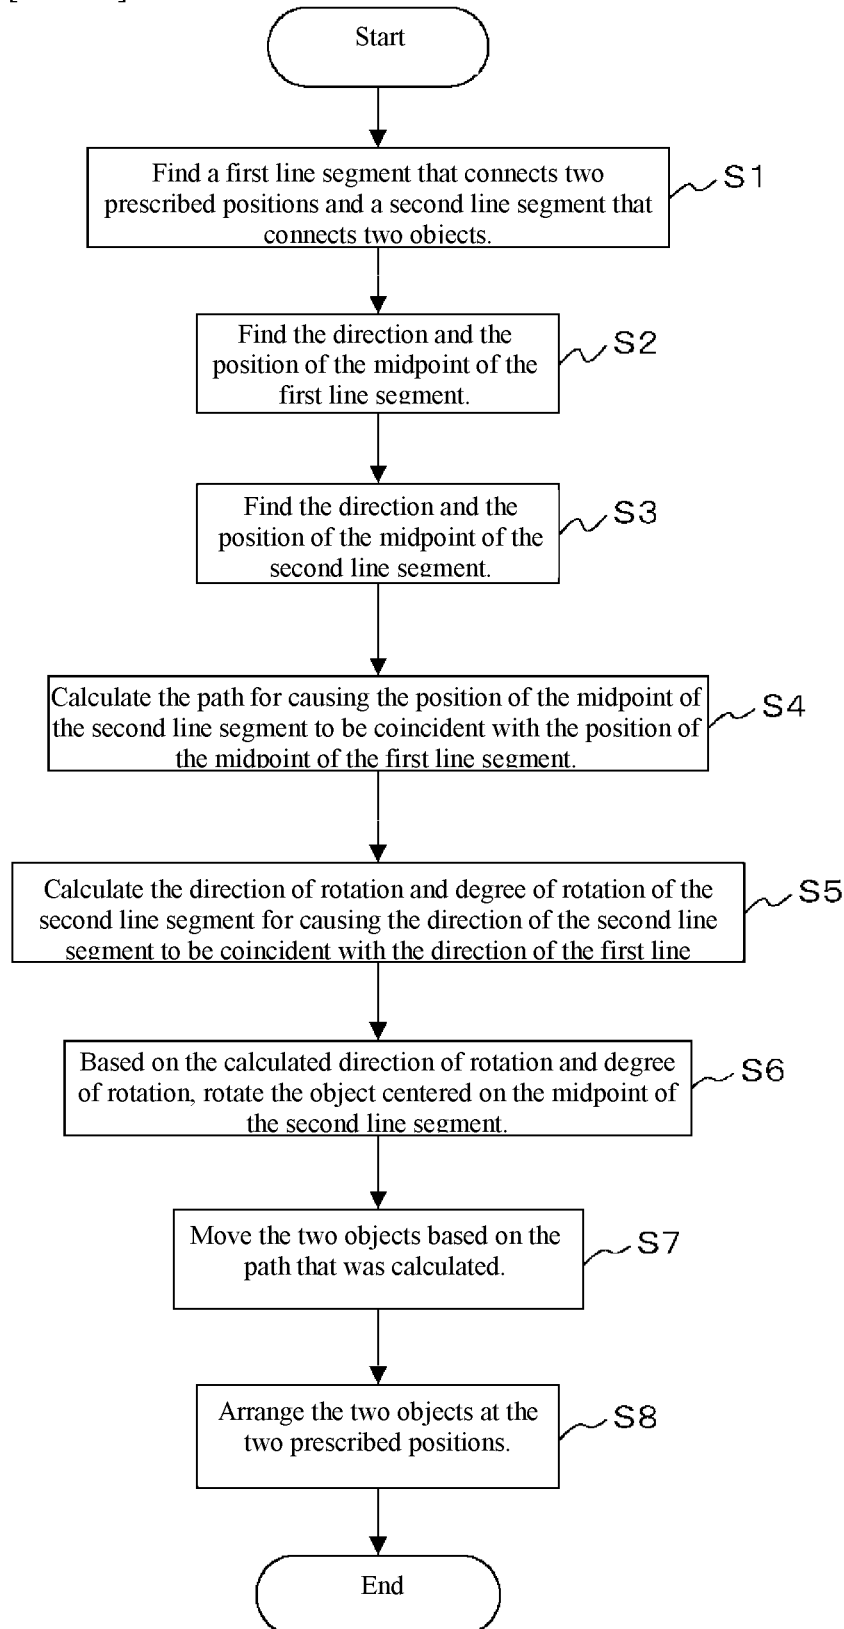 Start
Find a first line segment that connects two
prescribed positions and a second line segment that
connects two objects.
S1
Find the direction and the
position of the midpoint of the
first line segment.
S2
Find the direction and the
position of the midpoint of the
second line segment.
S3
Calculate the path for causing the position of the midpoint of
the second line segment to be coincident with the position of
the midpoint of the first line segment.
S4
Calculate the direction of rotation and degree of rotation of the
second line segment for causing the direction of the second line
segment to be coincident with the direction of the first line
S5
Based on the calculated direction of rotation and degree
of rotation, rotate the object centered on the midpoint of
the second line segment.
S6
Move the two objects based on the
path that was calculated.
S7
Arrange the two objects at the
two prescribed positions.
S8
End